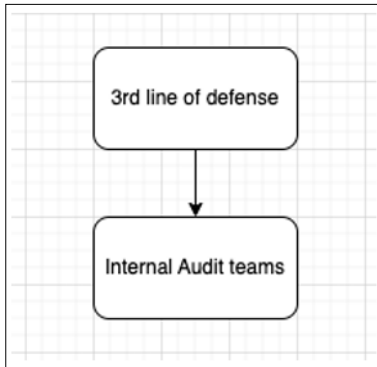 3rd line of defense
Internal Audit teams